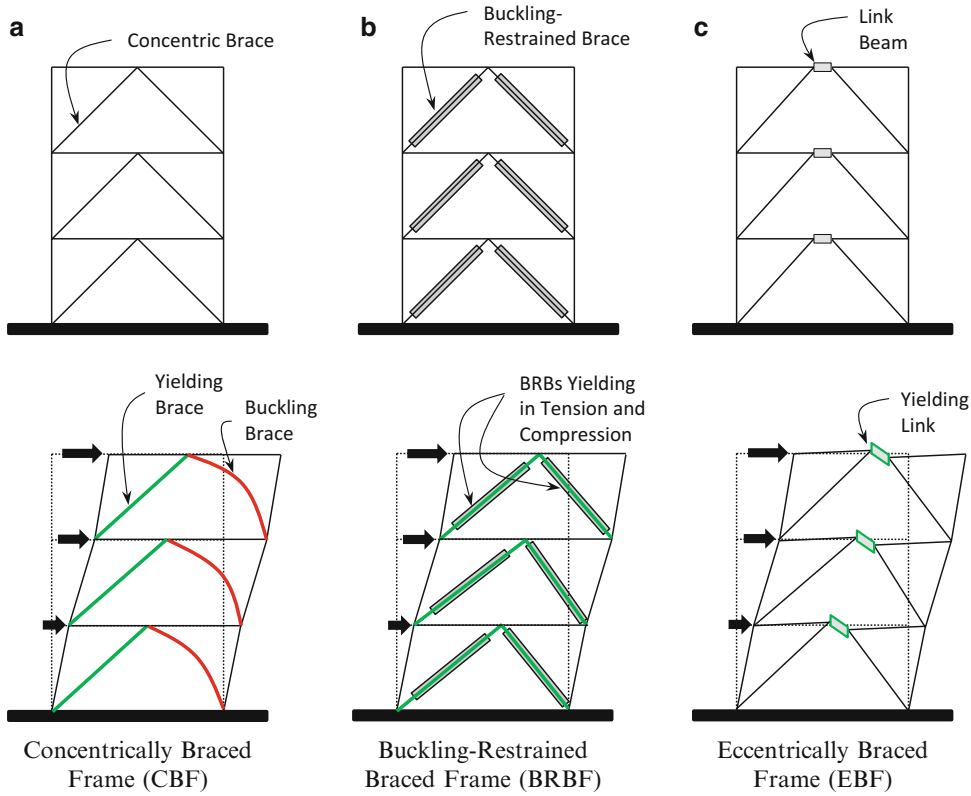 a
Concentric Brace
b
Buckling-
Restrained Brace
c
Link
Beam
Yielding
Brace
Buckling
Brace
BRBs Yielding
in Tension and
Compression
Yielding
Link
Concentrically Braced
Frame (CBF)
Buckling-Restrained
Braced Frame (BRBF)
Eccentrically Braced
Frame (EBF)